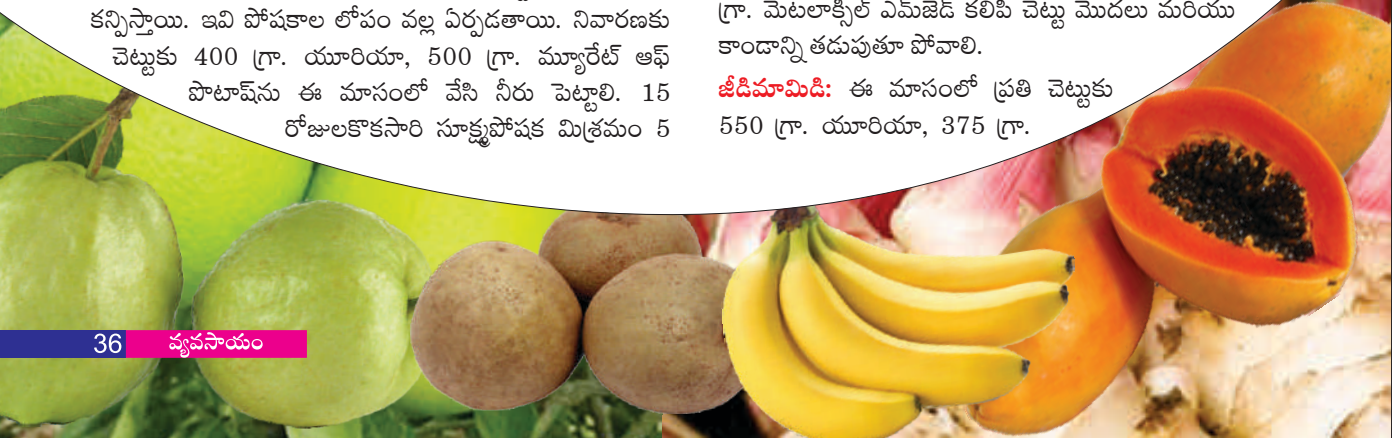 కన్పిస్తాయి. ఇవి పోషకాల లోపం వల్ల ఏర్పడతాయి. నివారణకు
చెట్టుకు 400 గ్రా. యూరియా, 500 గ్రా. మ్యూరేట్ ఆఫ్
పొటాష్‌ను ఈ మాసంలో వేసి నీరు పెట్టాలి. 15
రోజులకొకసారి సూక్ష్మపోషక మిశ్రమం 5
గ్రా. మెటలాక్సిల్ ఎమ్‌జెడ్ కలిపి చెట్టు మొదలు మరియు
కాండాన్ని తడుపుతూ పోవాలి.
జీడిమామిడి: ఈ మాసంలో ప్రతి చెట్టుకు
550 గ్రా. యూరియా, 375 గ్రా.
36 వ్యవసాయం